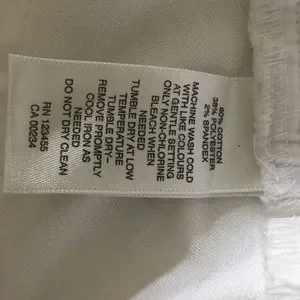 60% COTTON
38% POLYESTER
2% SPANDEX
MACHINE WASH COLD
WITH LIKE COLOURS
AT GENTLE SETTING
ONLY NON-CHLORINE
BLEACH WHEN
NEEDED
TUMBLE DRY AT LOW
TEMPERATURE
TUMBLE DRY–
REMOVE PROMPTLY
COOL IRON AS
NEEDED
DO NOT DRY CLEAN
RN 123455
CA 00234